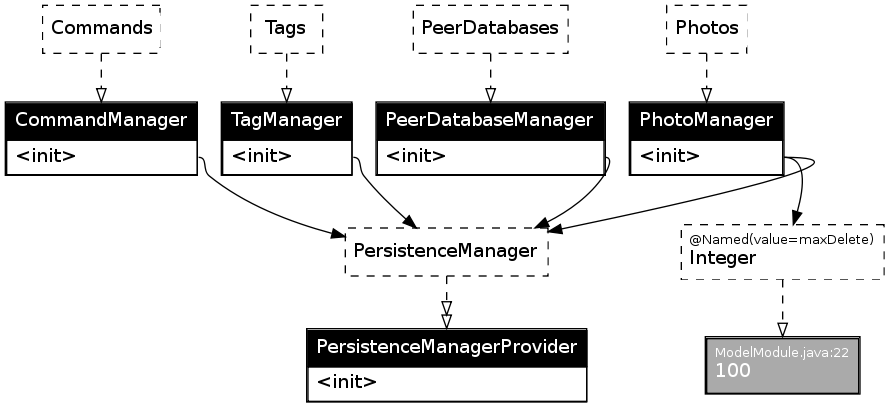 Commands
Tags
PeerDatabases
Photos
CommandManager
<init>
TagManager
<init>
PeerDatabaseManager
<init>
PhotoManager
<init>
PersistenceManager
@Named(value=maxDelete)
Integer
PersistenceManagerProvider
<init>
ModelModule.java:22
100